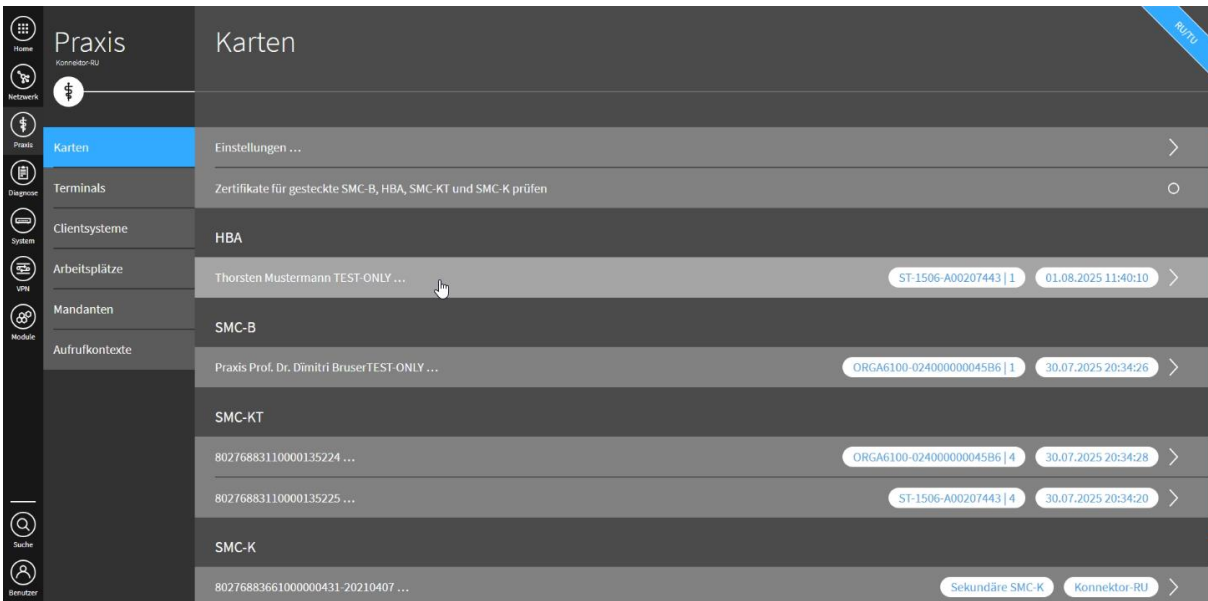 Home
Netzwerk
Praxis
Diagnose
System
VPN
Module
Suche
Benutzer
Praxis
Konnektor-RU
Karten
Terminals
Clientsysteme
Arbeitsplätze
Mandanten
Aufrufkontexte
Karten
RU/TU
Einstellungen ...
Zertifikate für gesteckte SMC-B, HBA, SMC-KT und SMC-K prüfen
HBA
Thorsten Mustermann TEST-ONLY ... ST-1506-A00207443 | 1 01.08.2025 11:40:10
SMC-B
Praxis Prof. Dr. Dïmitri BruserTEST-ONLY ... ORGA6100-024000000045B6 | 1 30.07.2025 20:34:26
SMC-KT
80276883110000135224 ... ORGA6100-024000000045B6 | 4 30.07.2025 20:34:28
80276883110000135225 ... ST-1506-A00207443 | 4 30.07.2025 20:34:20
SMC-K
80276883661000000431-20210407 ... Sekundäre SMC-K Konnektor-RU